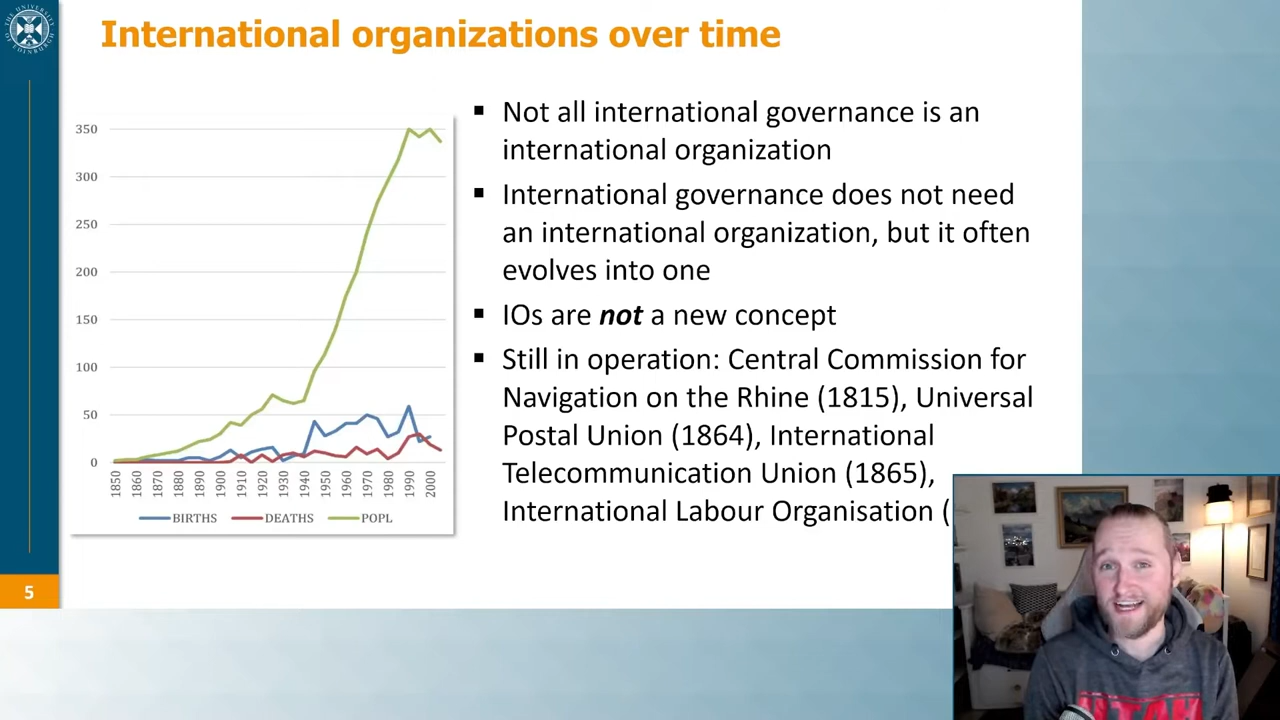 International organizations over time
350
300
250
200
150
100
50
0
1850
1860
1870
1880
1890
1900
1910
1920
1930
1940
1950
1960
1970
1980
1990
2000
BIRTHS
DEATHS
POPL
▪ Not all international governance is an
international organization
▪ International governance does not need
an international organization, but it often
evolves into one
▪ IOs are not a new concept
▪ Still in operation: Central Commission for
Navigation on the Rhine (1815), Universal
Postal Union (1864), International
Telecommunication Union (1865),
International Labour Organisation (
5
UTAH